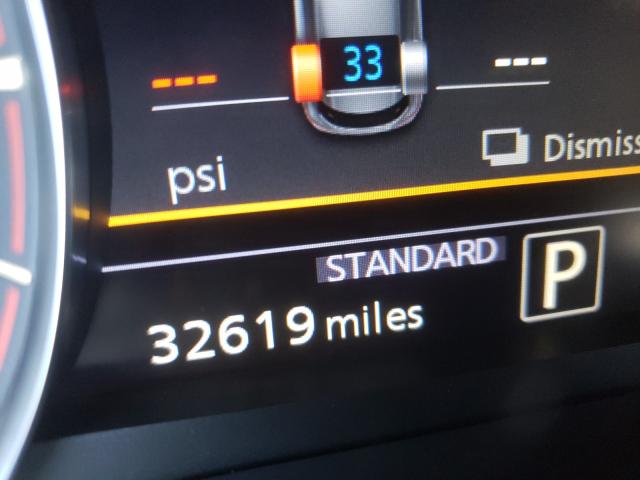 33
--- ---
psi
Dismiss
STANDARD
P
32619 miles